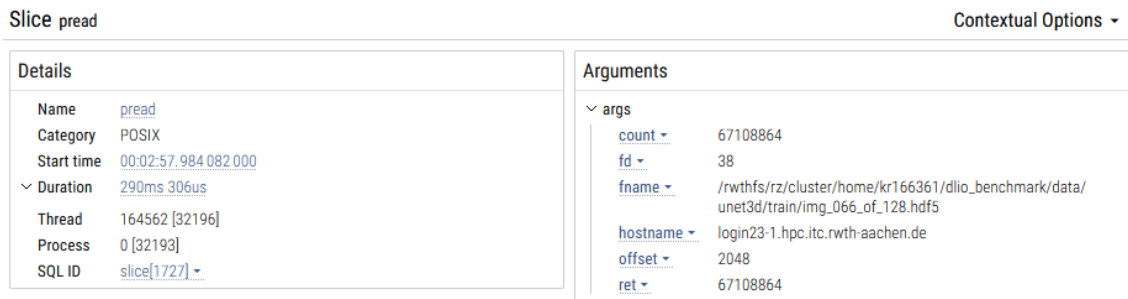 Slice pread
Contextual Options
Details
Name pread
Category POSIX
Start time 00:02:57.984 082 000
Duration 290ms 306us
Thread 164562 [32196]
Process 0 [32193]
SQL ID slice[1727]
Arguments
args
count 67108864
fd 38
fname /rwthfs/rz/cluster/home/kr166361/dlio_benchmark/data/
unet3d/train/img_066_of_128.hdf5
hostname login23-1.hpc.itc.rwth-aachen.de
offset 2048
ret 67108864